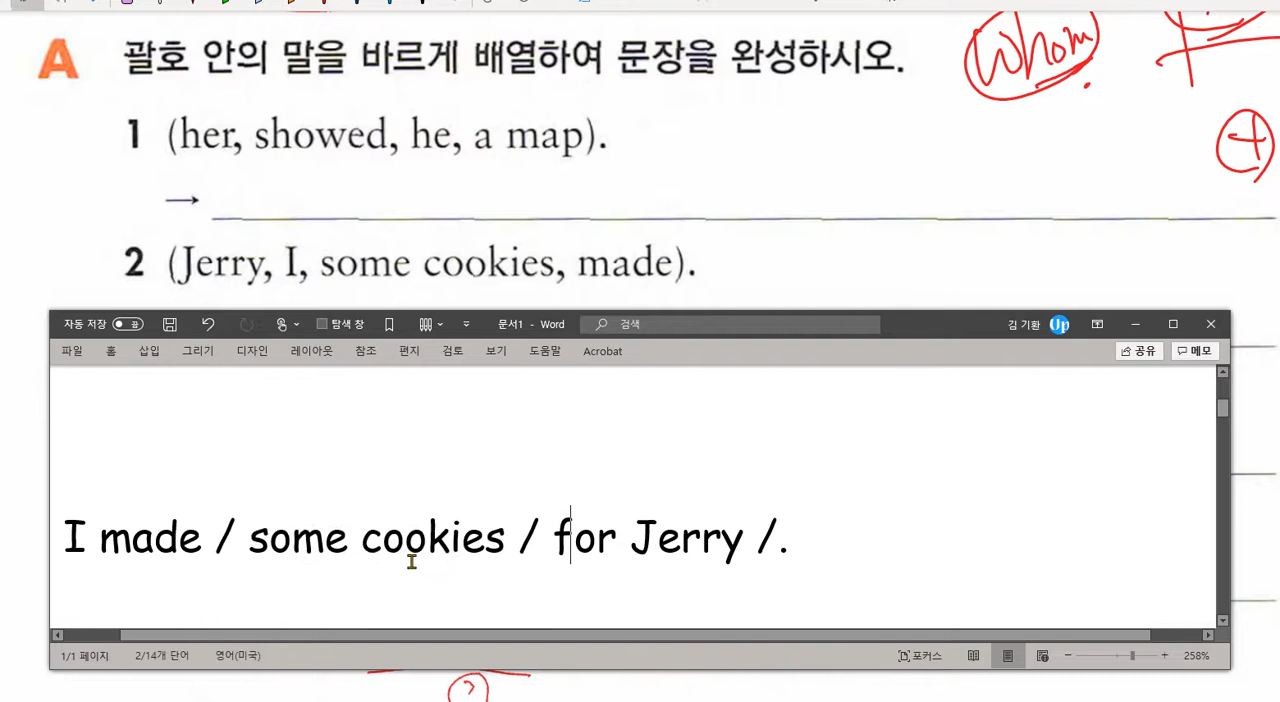 A 괄호 안의 말을 바르게 배열하여 문장을 완성하시오.
Whom
1 (her, showed, he, a map).
→
2 (Jerry, I, some cookies, made).
자동 저장 끔 탐색 창 문서1 - Word 검색 김 기환 Up
파일 홈 삽입 그리기 디자인 레이아웃 참조 편지 검토 보기 도움말 Acrobat 공유 메모
I made / some cookies / for Jerry /.
1/1 페이지 2/14개 단어 영어(미국) 포커스 258%